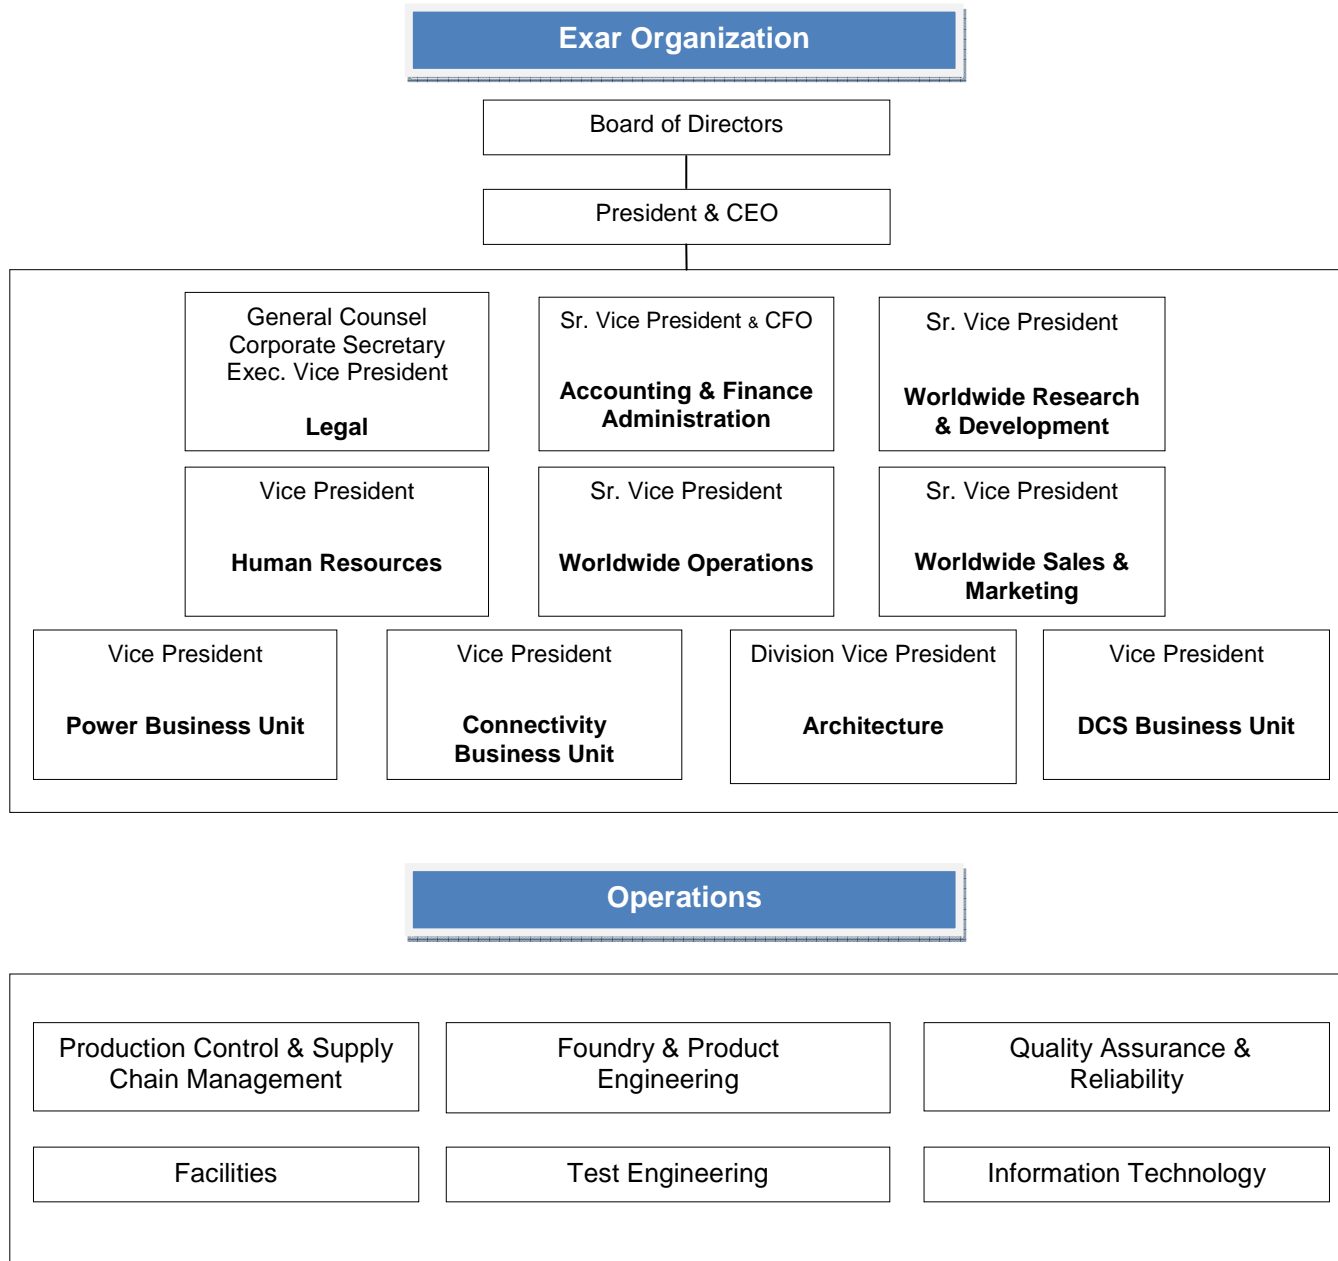 Exar Organization
Board of Directors
President & CEO
General Counsel
Corporate Secretary
Exec. Vice President
Legal
Sr. Vice President & CFO
Accounting & Finance
Administration
Sr. Vice President
Worldwide Research
& Development
Vice President
Human Resources
Sr. Vice President
Worldwide Operations
Sr. Vice President
Worldwide Sales &
Marketing
Vice President
Power Business Unit
Vice President
Connectivity
Business Unit
Division Vice President
Architecture
Vice President
DCS Business Unit
Operations
Production Control & Supply
Chain Management
Foundry & Product
Engineering
Quality Assurance &
Reliability
Facilities
Test Engineering
Information Technology